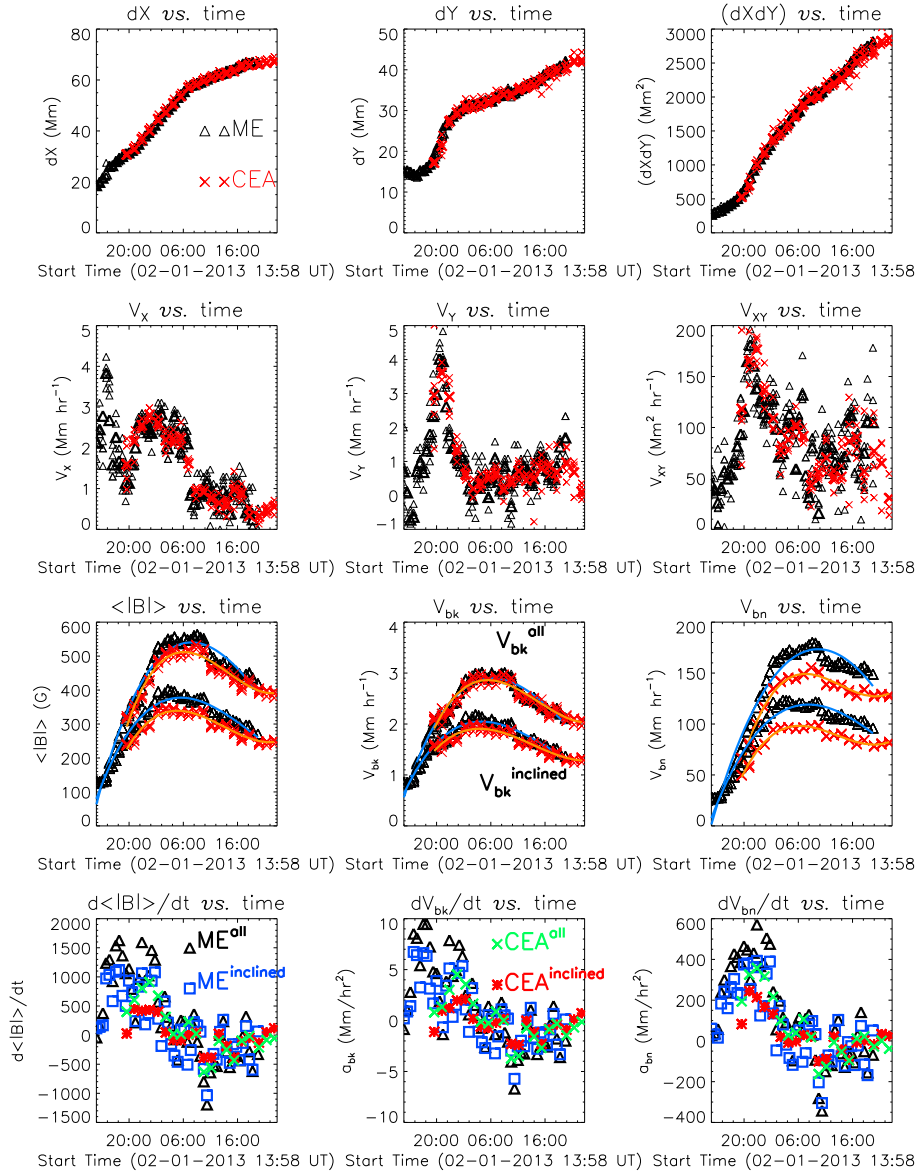 dX vs. time
dY vs. time
(dXdY) vs. time
dX (Mm)
80
60
40
20
0
ME
CEA
20:00 06:00 16:00
Start Time (02-01-2013 13:58 UT)
dY (Mm)
50
40
30
20
10
0
20:00 06:00 16:00
Start Time (02-01-2013 13:58 UT)
(dXdY) (Mm²)
3000
2500
2000
1500
1000
500
0
20:00 06:00 16:00
Start Time (02-01-2013 13:58 UT)
V_X vs. time
V_Y vs. time
V_XY vs. time
V_X (Mm hr⁻¹)
5
4
3
2
1
0
20:00 06:00 16:00
Start Time (02-01-2013 13:58 UT)
V_Y (Mm hr⁻¹)
5
4
3
2
1
0
−1
20:00 06:00 16:00
Start Time (02-01-2013 13:58 UT)
V_XY (Mm² hr⁻¹)
200
150
100
50
0
20:00 06:00 16:00
Start Time (02-01-2013 13:58 UT)
<|B|> vs. time
V_bk vs. time
V_bn vs. time
<|B|> (G)
600
500
400
300
200
100
0
20:00 06:00 16:00
Start Time (02-01-2013 13:58 UT)
V_bk (Mm hr⁻¹)
4
3
2
1
0
V_bk^all
V_bk^inclined
20:00 06:00 16:00
Start Time (02-01-2013 13:58 UT)
V_bn (Mm hr⁻¹)
200
150
100
50
0
20:00 06:00 16:00
Start Time (02-01-2013 13:58 UT)
d<|B|>/dt vs. time
dV_bk/dt vs. time
dV_bn/dt vs. time
d<|B|>/dt
2000
1500
1000
500
0
−500
−1000
−1500
ME^all
ME^inclined
20:00 06:00 16:00
Start Time (02-01-2013 13:58 UT)
a_bk (Mm/hr²)
10
5
0
−5
−10
CEA^all
CEA^inclined
20:00 06:00 16:00
Start Time (02-01-2013 13:58 UT)
a_bn (Mm/hr²)
600
400
200
0
−200
−400
20:00 06:00 16:00
Start Time (02-01-2013 13:58 UT)